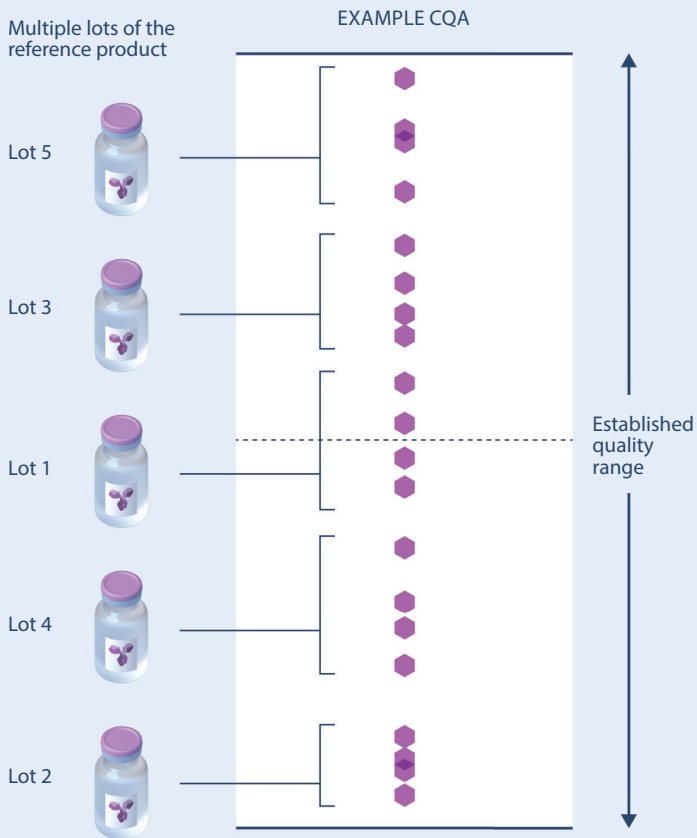 Multiple lots of the
reference product
EXAMPLE CQA
Lot 5
Lot 3
Lot 1
Established
quality
range
Lot 4
Lot 2